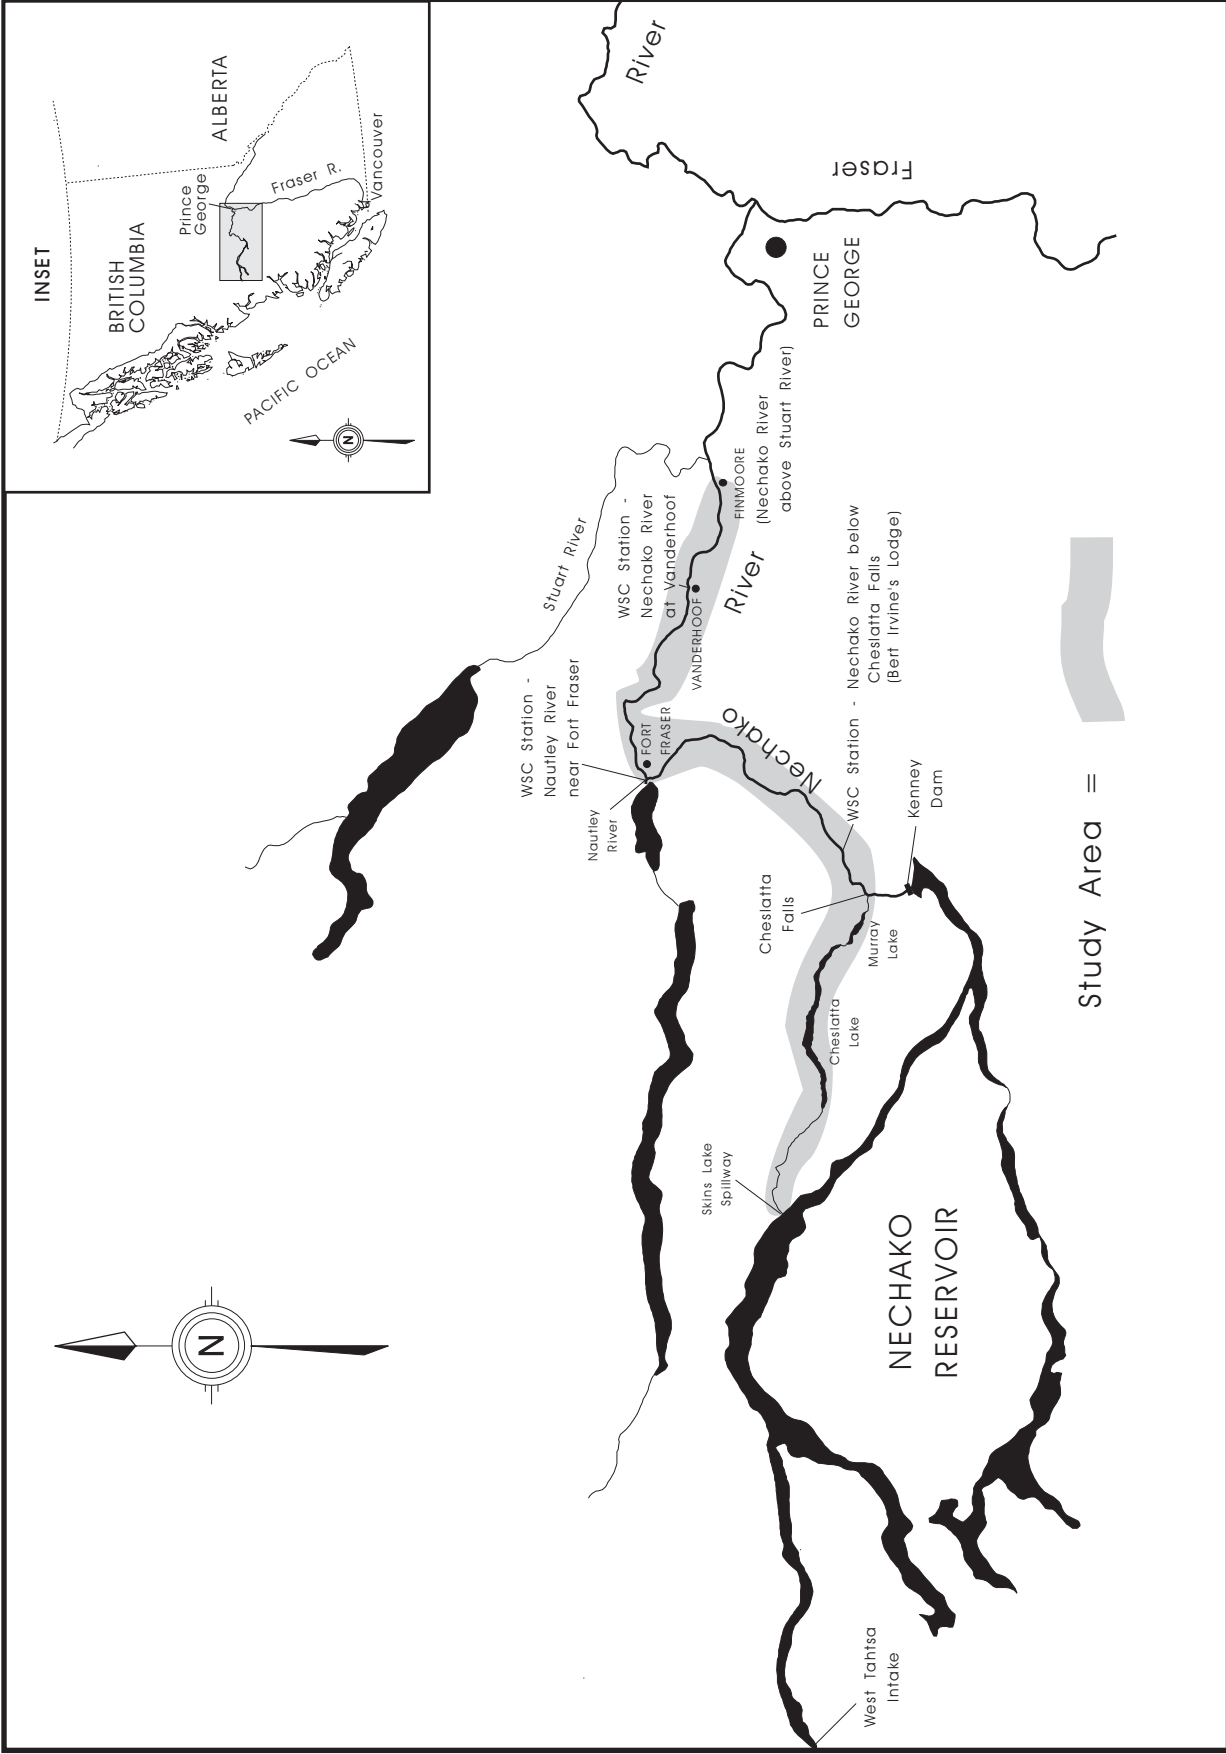 INSET
BRITISH
COLUMBIA
ALBERTA
Prince
George
Fraser R.
Vancouver
PACIFIC OCEAN
N
N
Stuart River
WSC Station -
Nautley River
near Fort Fraser
WSC Station -
Nechako River
at Vanderhoof
Nautley
River
FORT
FRASER
VANDERHOOF
FINMOORE
(Nechako River
above Stuart River)
Nechako
River
PRINCE
GEORGE
Fraser
River
Skins Lake
Spillway
Cheslatta
Falls
Cheslatta
Lake
Murray
Lake
WSC Station - Nechako River below
Cheslatta Falls
(Bert Irvine's Lodge)
Kenney
Dam
West Tahtsa
Intake
NECHAKO
RESERVOIR
Study Area =